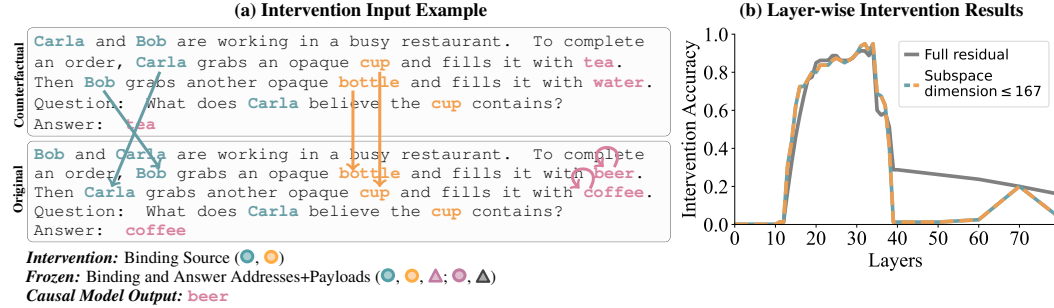 (a) Intervention Input Example
Counterfactual
Carla and Bob are working in a busy restaurant. To complete
an order, Carla grabs an opaque cup and fills it with tea.
Then Bob grabs another opaque bottle and fills it with water.
Question: What does Carla believe the cup contains?
Answer: tea
Original
Bob and Carla are working in a busy restaurant. To complete
an order, Bob grabs an opaque bottle and fills it with beer.
Then Carla grabs another opaque cup and fills it with coffee.
Question: What does Carla believe the cup contains?
Answer: coffee
Intervention: Binding Source (●, ●)
Frozen: Binding and Answer Addresses+Payloads (●, ●, ▲; ●, ▲)
Causal Model Output: beer
(b) Layer-wise Intervention Results
Intervention Accuracy
1.0
0.8
0.6
0.4
0.2
0.0
Full residual
Subspace
dimension ≤ 167
0 10 20 30 40 50 60 70
Layers